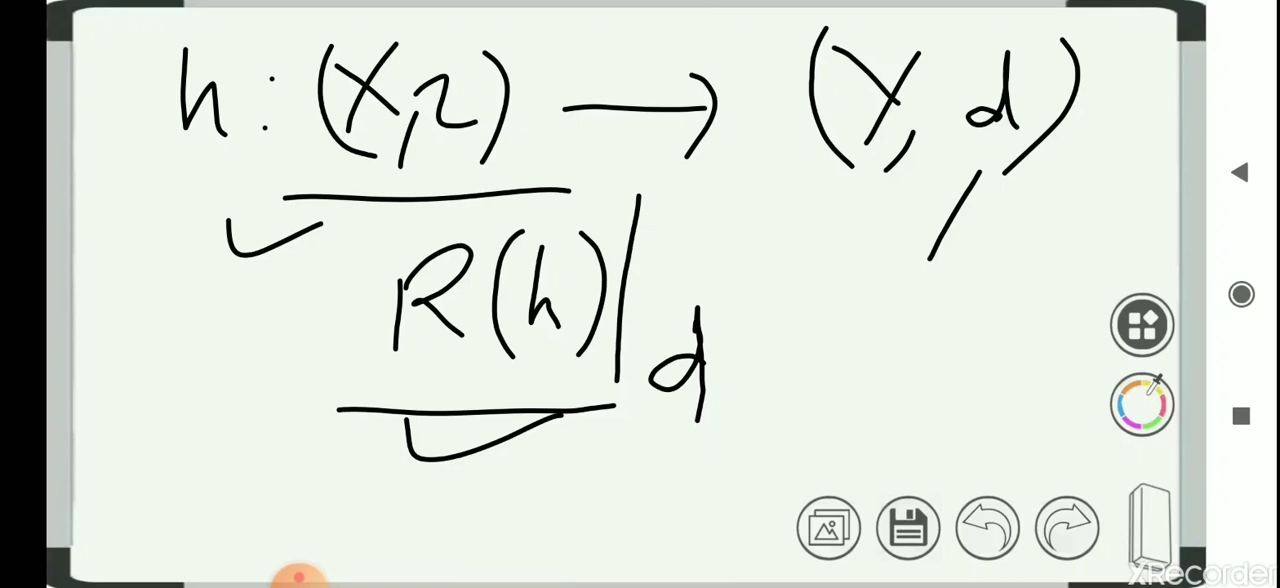 h : (X, τ) → (Y, d)
R(h)|d
XRecorder